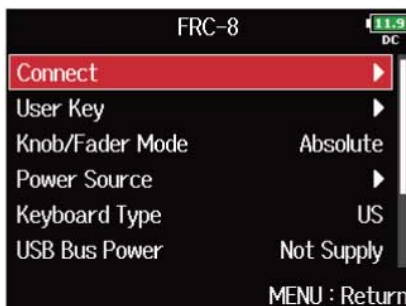 FRC-8
11.9
DC
Connect
User Key
Knob/Fader Mode Absolute
Power Source
Keyboard Type US
USB Bus Power Not Supply
MENU : Return